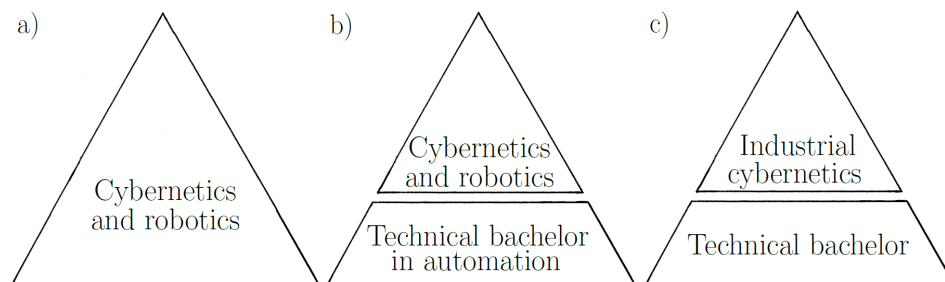 a)
Cybernetics
and robotics
b)
Cybernetics
and robotics
Technical bachelor
in automation
c)
Industrial
cybernetics
Technical bachelor